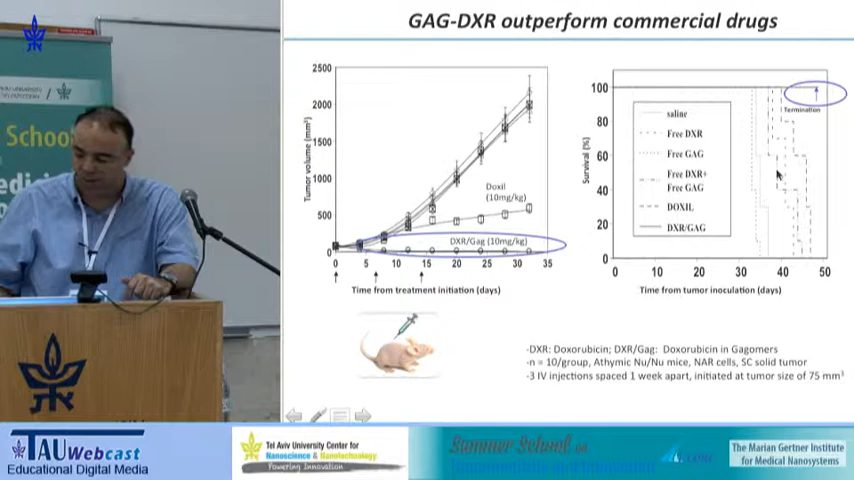 GAG-DXR outperform commercial drugs
School
2500
2000
1500
1000
500
0
Tumor volume (mm³)
0 5 10 15 20 25 30 35
Time from treatment initiation (days)
Doxil
(10mg/kg)
DXR/Gag (10mg/kg)
100
80
60
40
20
0
Survival (%)
0 10 20 30 40 50
Time from tumor inoculation (days)
Termination
saline
Free DXR
Free GAG
Free DXR+
Free GAG
DOXIL
DXR/GAG
-DXR: Doxorubicin; DXR/Gag: Doxorubicin in Gagomers
-n = 10/group, Athymic Nu/Nu mice, NAR cells, SC solid tumor
-3 IV injections spaced 1 week apart, initiated at tumor size of 75 mm³
TAU Webcast
Educational Digital Media
Tel Aviv University Center for
Nanoscience & Nanotechnology
Powering Innovation
Summer School on
The Marian Gertner Institute
for Medical Nanosystems